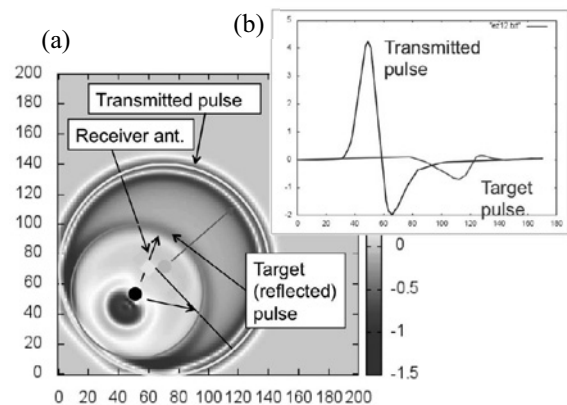 (a)
200
180
160
140
120
100
80
60
40
20
0
0 20 40 60 80 100 120 140 160 180 200
Transmitted pulse
Receiver ant.
Target
(reflected)
pulse
0
-0.5
-1
-1.5
(b)
5
4
3
2
1
0
-1
-2
0 20 40 60 80 100 120 140 160 180
Transmitted
pulse
Target
pulse